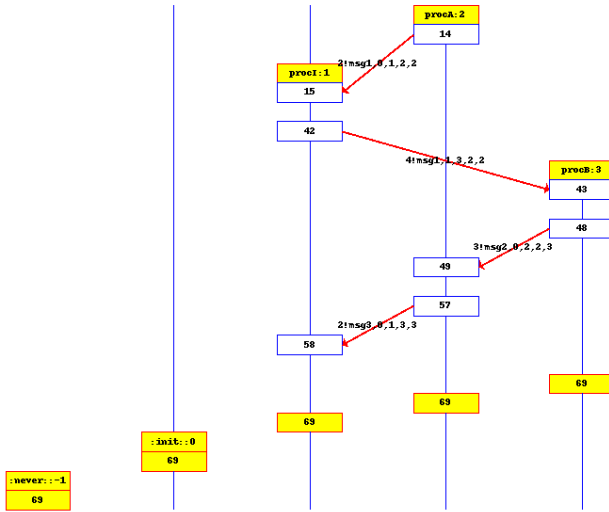 procA:2
14
2!msg1,0,1,2,2
procI:1
15
42
4!msg1,1,3,2,2
procB:3
43
48
3!msg2,0,2,2,3
49
57
2!msg3,0,1,3,3
58
69
69
69
:init::0
69
:never::-1
69